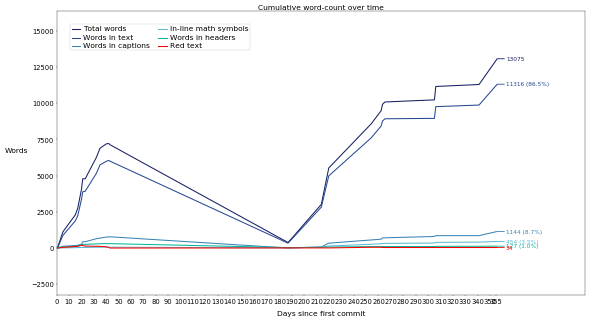 Cumulative word-count over time
Total words
Words in text
Words in captions
In-line math symbols
Words in headers
Red text
Words
15000
12500
10000
7500
5000
2500
0
−2500
13075
11316 (86.5%)
1144 (8.7%)
34
0 10 20 30 40 50 60 70 80 90 100 110 120 130 140 150 160 170 180 190 200 210 220 230 240 250 260 270 280 290 300 310 320 330 340 350 355
Days since first commit